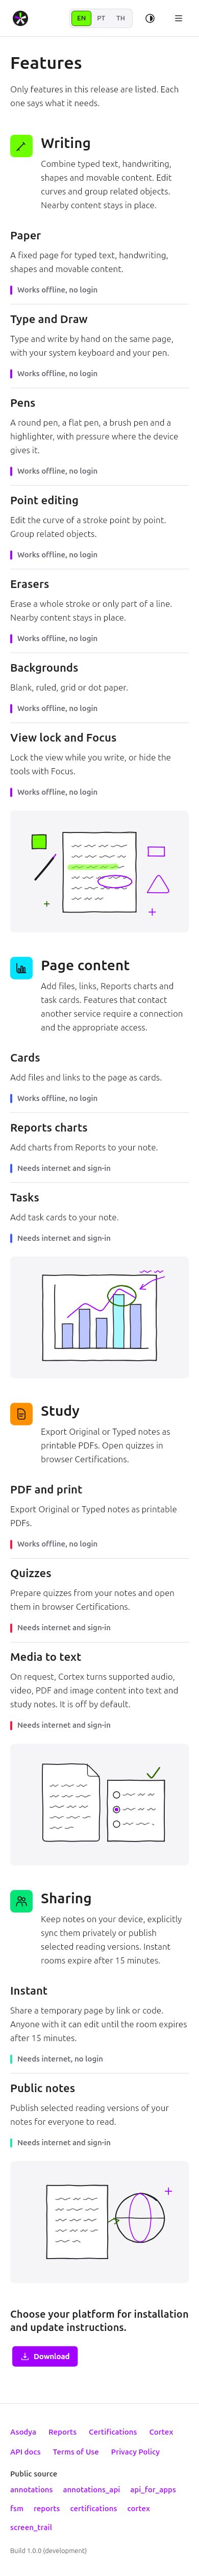 EN PT TH
Features
Only features in this release are listed. Each
one says what it needs.
Writing
Combine typed text, handwriting,
shapes and movable content. Edit
curves and group related objects.
Nearby content stays in place.
Paper
A fixed page for typed text, handwriting,
shapes and movable content.
Works offline, no login
Type and Draw
Type and write by hand on the same page,
with your system keyboard and your pen.
Works offline, no login
Pens
A round pen, a flat pen, a brush pen and a
highlighter, with pressure where the device
gives it.
Works offline, no login
Point editing
Edit the curve of a stroke point by point.
Group related objects.
Works offline, no login
Erasers
Erase a whole stroke or only part of a line.
Nearby content stays in place.
Works offline, no login
Backgrounds
Blank, ruled, grid or dot paper.
Works offline, no login
View lock and Focus
Lock the view while you write, or hide the
tools with Focus.
Works offline, no login
Page content
Add files, links, Reports charts and
task cards. Features that contact
another service require a connection
and the appropriate access.
Cards
Add files and links to the page as cards.
Works offline, no login
Reports charts
Add charts from Reports to your note.
Needs internet and sign-in
Tasks
Add task cards to your note.
Needs internet and sign-in
Study
Export Original or Typed notes as
printable PDFs. Open quizzes in
browser Certifications.
PDF and print
Export Original or Typed notes as printable
PDFs.
Works offline, no login
Quizzes
Prepare quizzes from your notes and open
them in browser Certifications.
Needs internet and sign-in
Media to text
On request, Cortex turns supported audio,
video, PDF and image content into text and
study notes. It is off by default.
Needs internet and sign-in
Sharing
Keep notes on your device, explicitly
sync them privately or publish
selected reading versions. Instant
rooms expire after 15 minutes.
Instant
Share a temporary page by link or code.
Anyone with it can edit until the room expires
after 15 minutes.
Needs internet, no login
Public notes
Publish selected reading versions of your
notes for everyone to read.
Needs internet and sign-in
Choose your platform for installation
and update instructions.
Download
Asodya Reports Certifications Cortex
API docs Terms of Use Privacy Policy
Public source
annotations annotations_api api_for_apps
fsm reports certifications cortex
screen_trail
Build 1.0.0 (development)